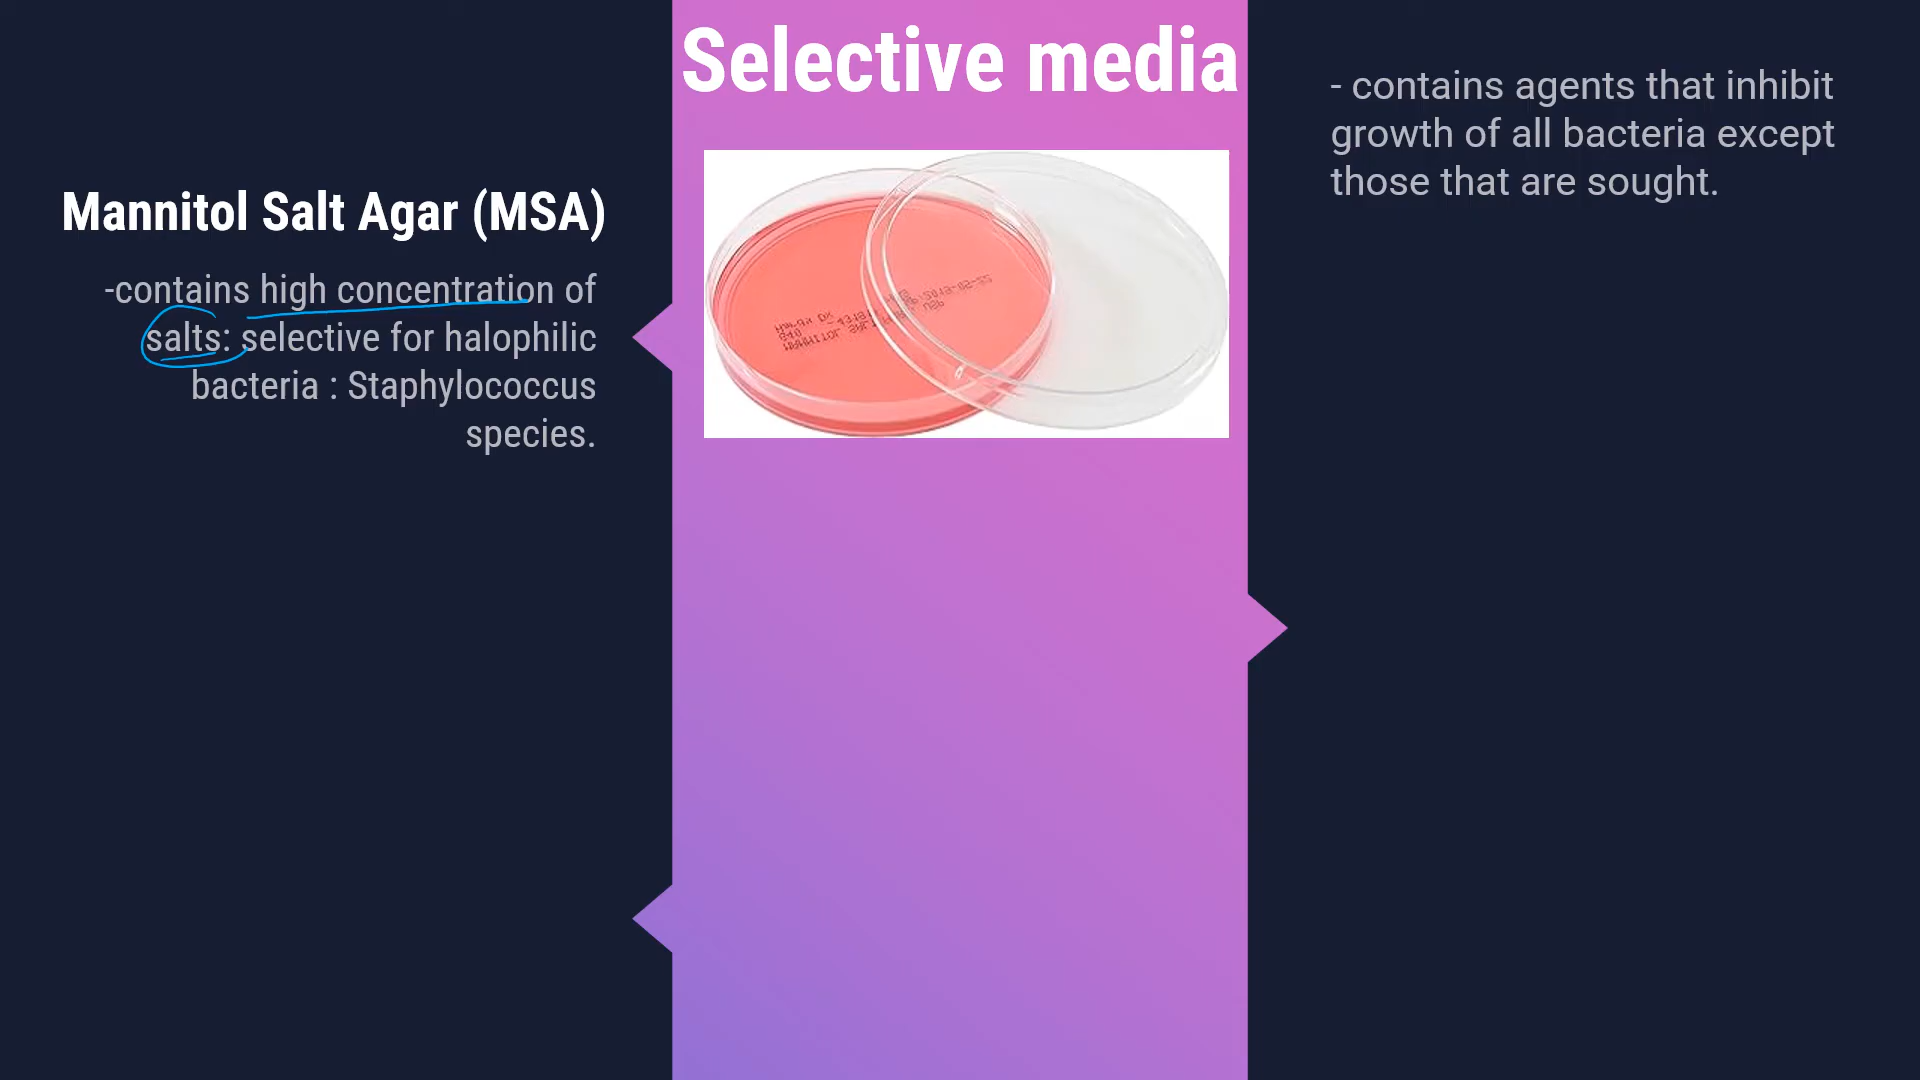 Selective media
- contains agents that inhibit
growth of all bacteria except
those that are sought.
Mannitol Salt Agar (MSA)
-contains high concentration of
salts: selective for halophilic
bacteria : Staphylococcus
species.